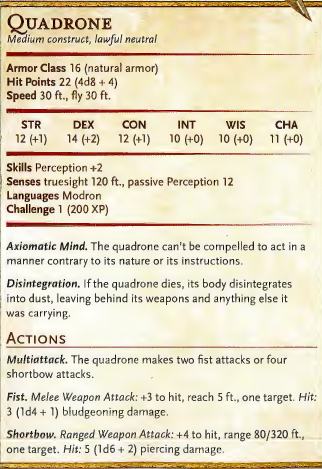 QUADRONE
Medium construct, lawful neutral
Armor Class 16 (natural armor)
Hit Points 22 (4d8 + 4)
Speed 30 ft., fly 30 ft.
STR DEX CON INT WIS CHA
12 (+1) 14 (+2) 12 (+1) 10 (+0) 10 (+0) 11 (+0)
Skills Perception +2
Senses truesight 120 ft., passive Perception 12
Languages Modron
Challenge 1 (200 XP)
Axiomatic Mind. The quadrone can't be compelled to act in a
manner contrary to its nature or its instructions.
Disintegration. If the quadrone dies, its body disintegrates
into dust, leaving behind its weapons and anything else it
was carrying.
ACTIONS
Multiattack. The quadrone makes two fist attacks or four
shortbow attacks.
Fist. Melee Weapon Attack: +3 to hit, reach 5 ft., one target. Hit:
3 (1d4 + 1) bludgeoning damage.
Shortbow. Ranged Weapon Attack: +4 to hit, range 80/320 ft.,
one target. Hit: 5 (1d6 + 2) piercing damage.